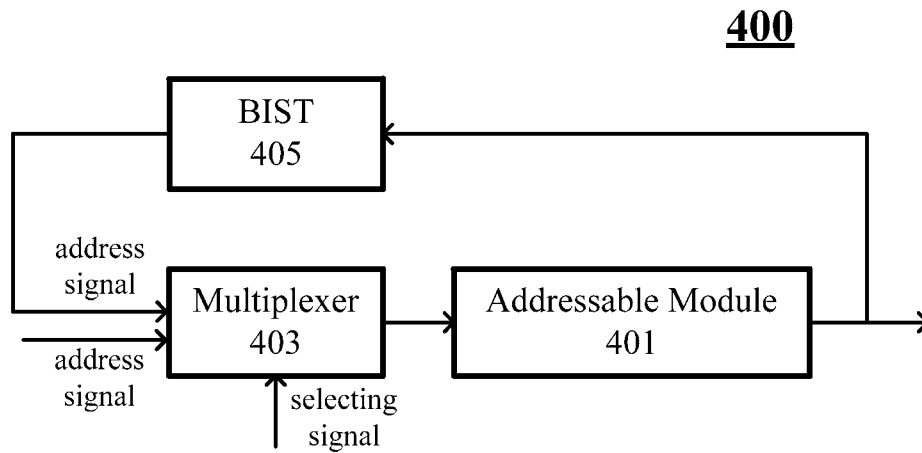 400
BIST
405
address
signal
Multiplexer
403
Addressable Module
401
address
signal
selecting
signal